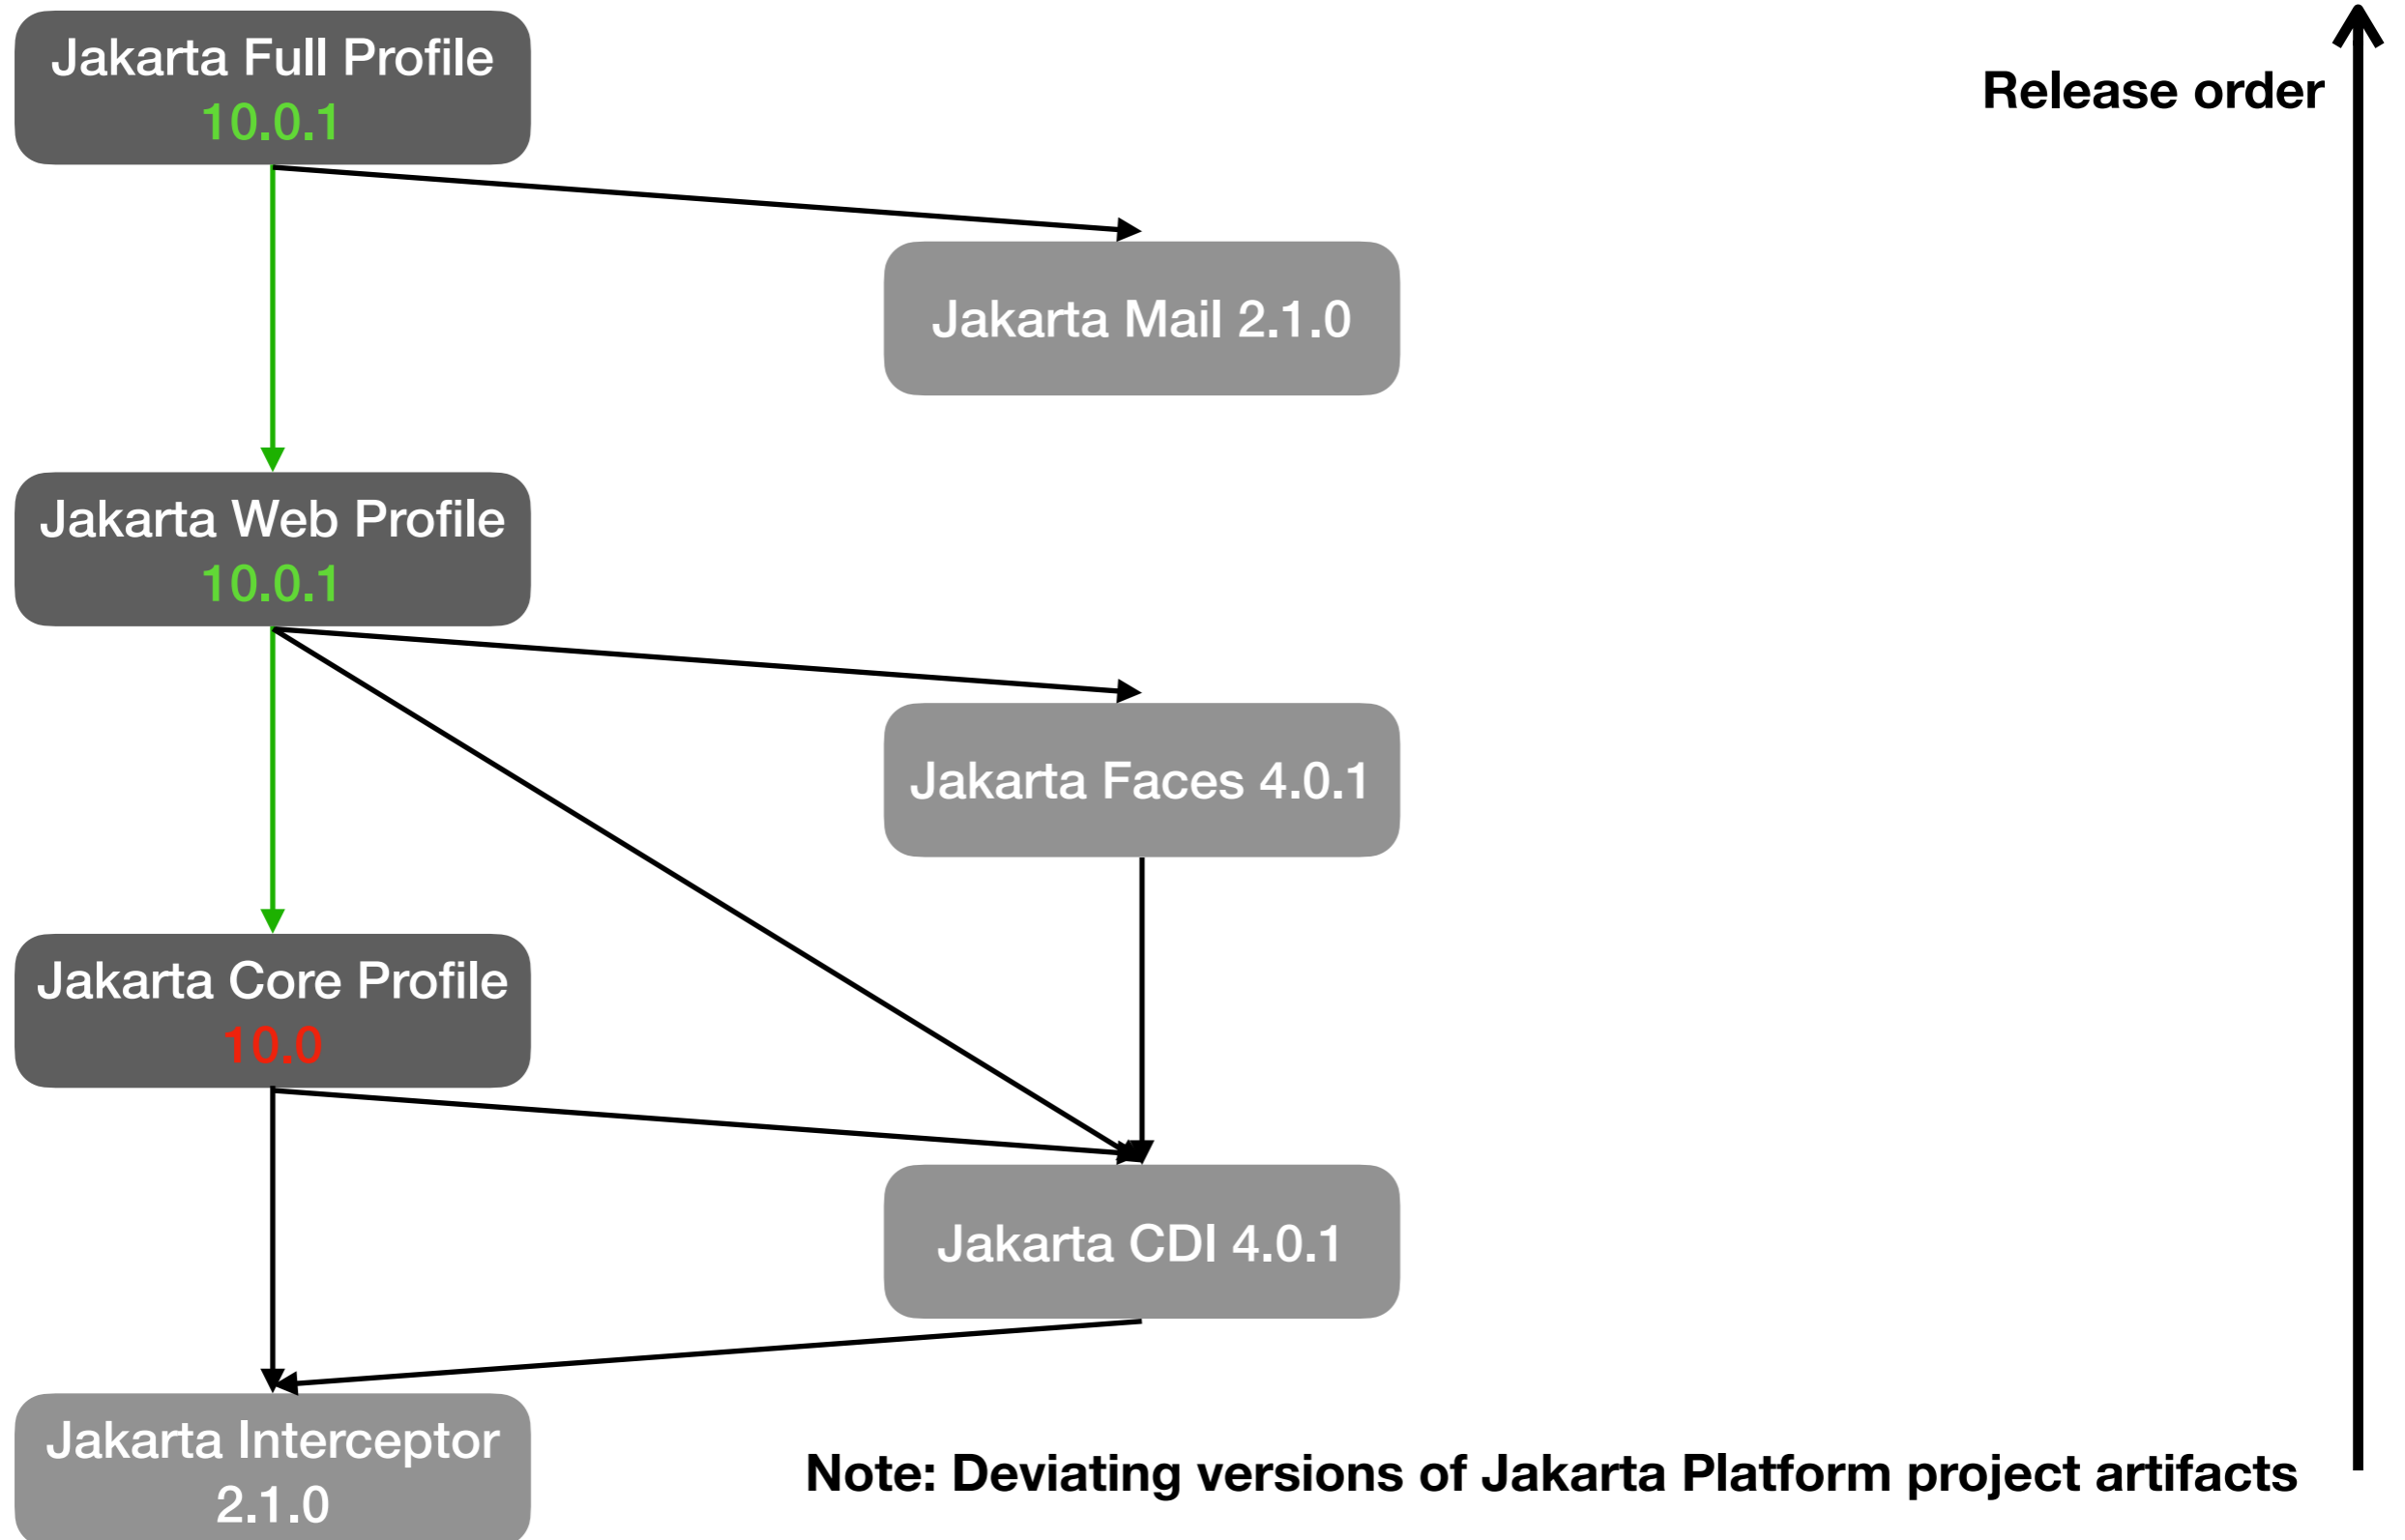 Jakarta Full Profile
10.0.1
Release order
Jakarta Mail 2.1.0
Jakarta Web Profile
10.0.1
Jakarta Faces 4.0.1
Jakarta Core Profile
10.0
Jakarta CDI 4.0.1
Jakarta Interceptor
2.1.0
Note: Deviating versions of Jakarta Platform project artifacts